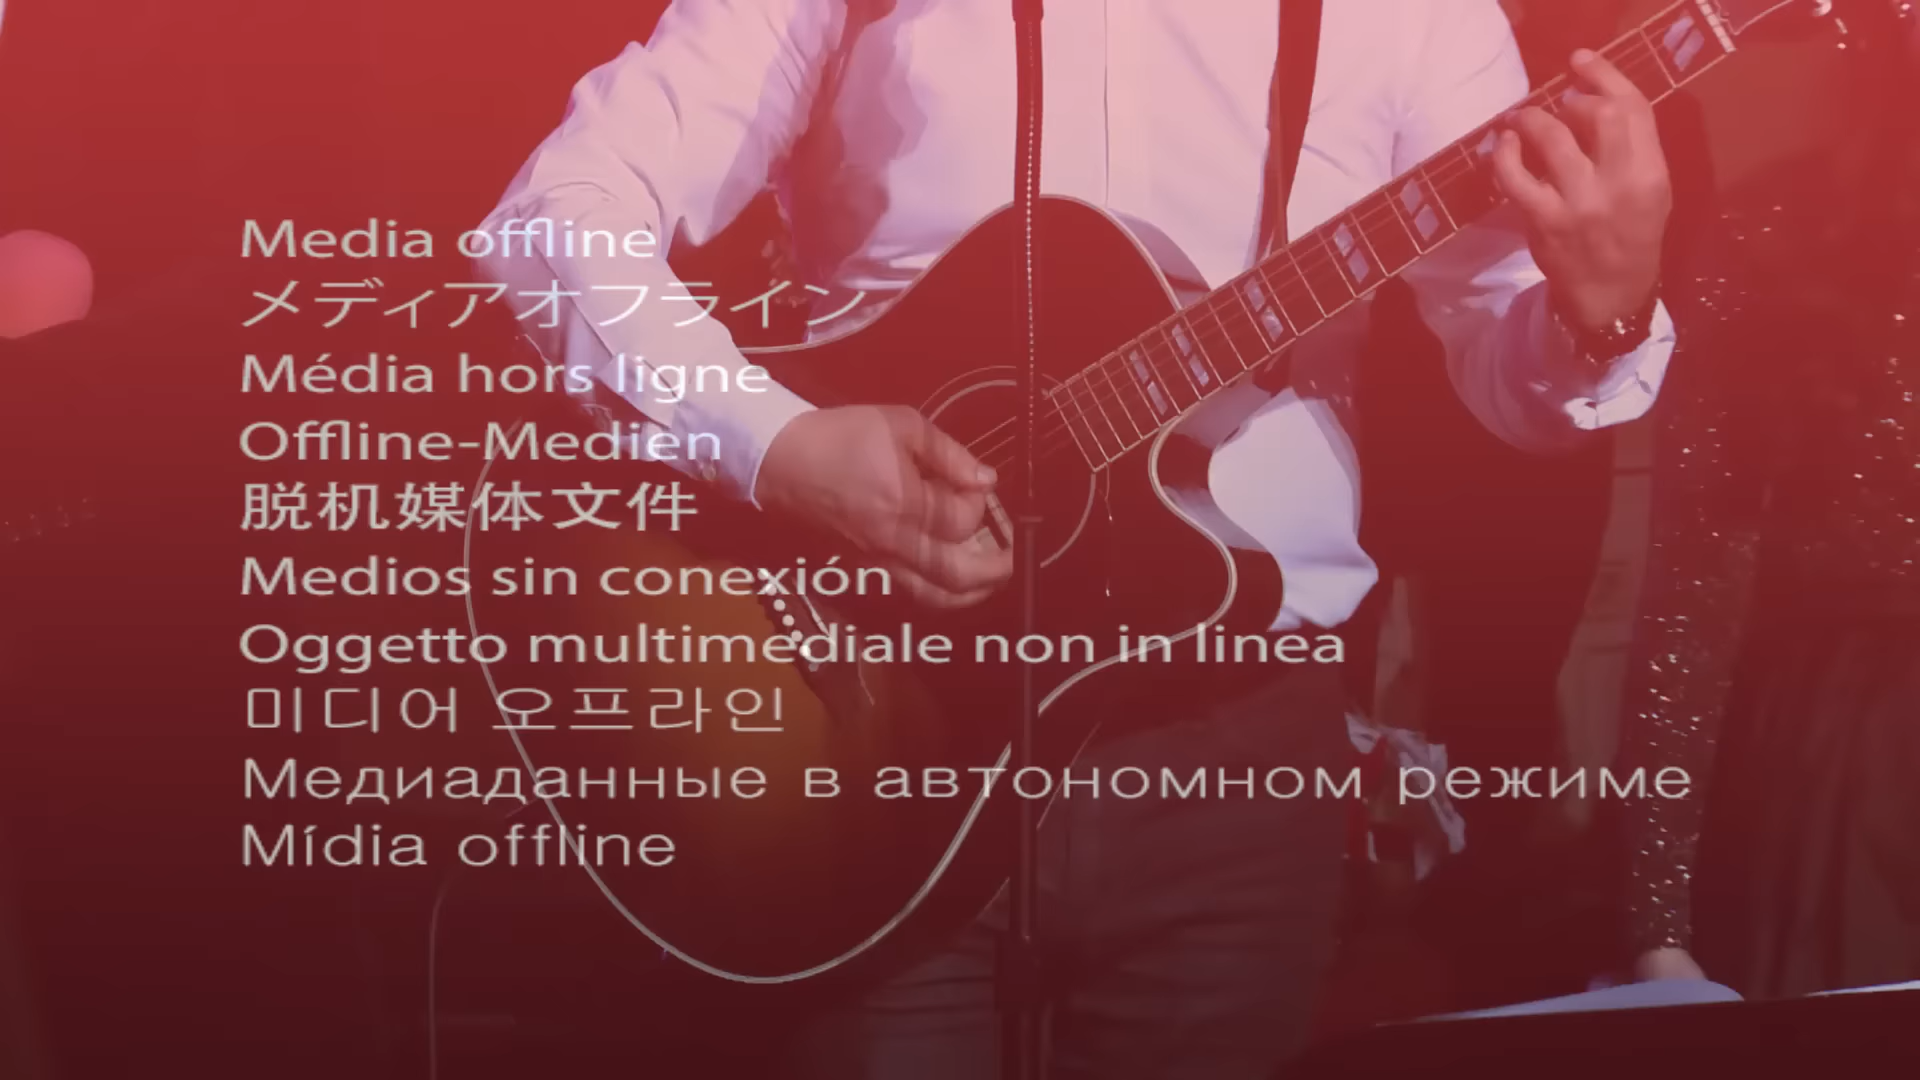 Media offline
メディアオフライン
Média hors ligne
Offline-Medien
脱机媒体文件
Medios sin conexión
Oggetto multimediale non in linea
미디어 오프라인
Медиаданные в автономном режиме
Mídia offline